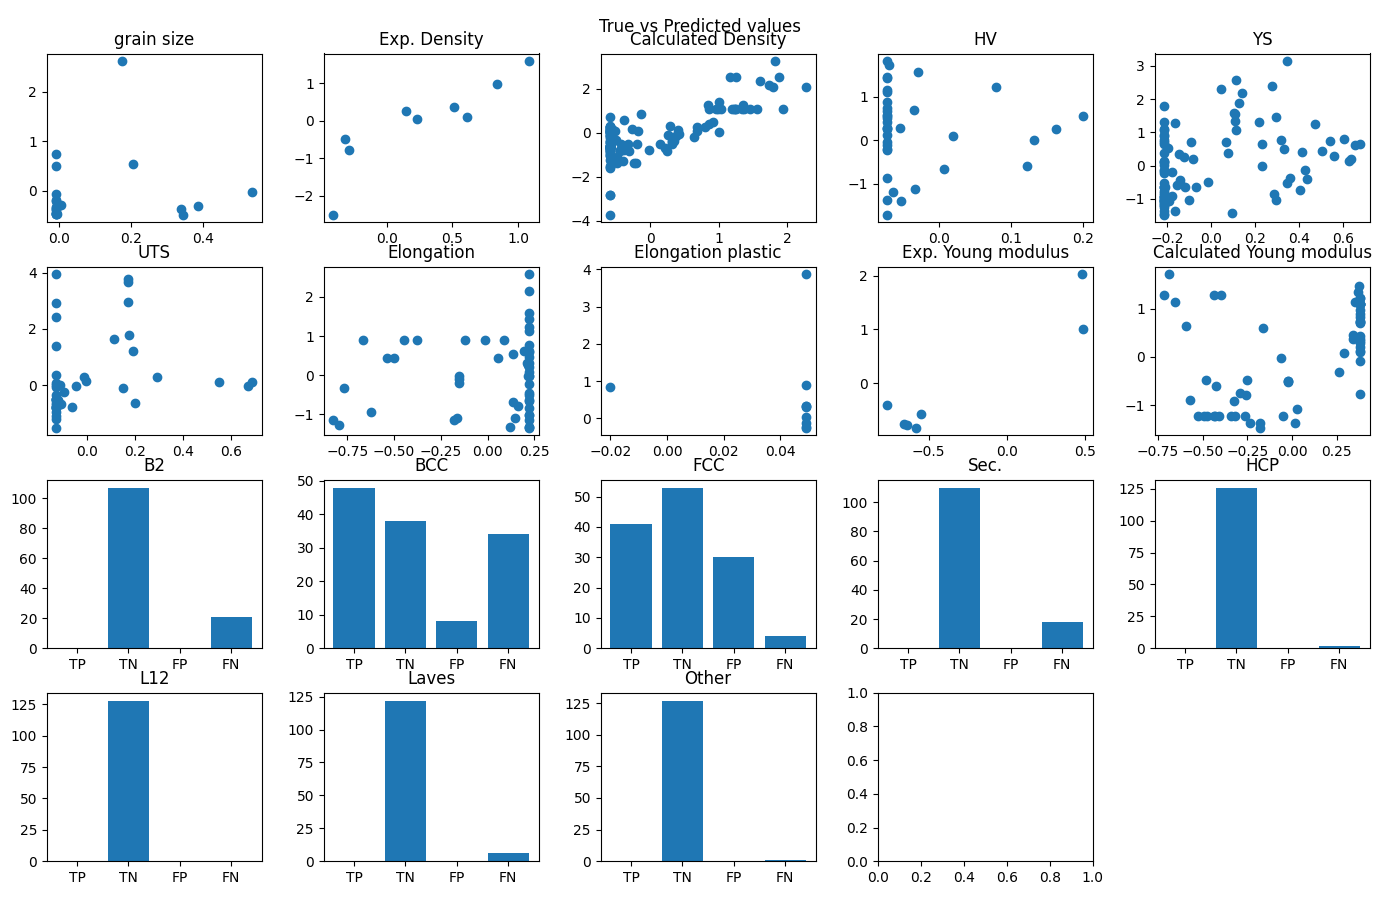 True vs Predicted values
grain size
Exp. Density
Calculated Density
HV
YS
2
1
0
0.0 0.2 0.4
1
0
−1
−2
0.0 0.5 1.0
2
0
−2
−4
0 1 2
1
0
−1
0.0 0.1 0.2
3
2
1
0
−1
−0.2 0.0 0.2 0.4 0.6
UTS
Elongation
Elongation plastic
Exp. Young modulus
Calculated Young modulus
4
2
0
0.0 0.2 0.4 0.6
2
1
0
−1
−0.75 −0.50 −0.25 0.00 0.25
4
3
2
1
0
−0.02 0.00 0.02 0.04
2
1
0
−0.5 0.0 0.5
1
0
−1
−0.75 −0.50 −0.25 0.00 0.25
B2
BCC
FCC
Sec.
HCP
100
80
60
40
20
0
TP TN FP FN
50
40
30
20
10
0
TP TN FP FN
50
40
30
20
10
0
TP TN FP FN
100
80
60
40
20
0
TP TN FP FN
125
100
75
50
25
0
TP TN FP FN
L12
Laves
Other
125
100
75
50
25
0
TP TN FP FN
125
100
75
50
25
0
TP TN FP FN
125
100
75
50
25
0
TP TN FP FN
1.0
0.8
0.6
0.4
0.2
0.0
0.0 0.2 0.4 0.6 0.8 1.0